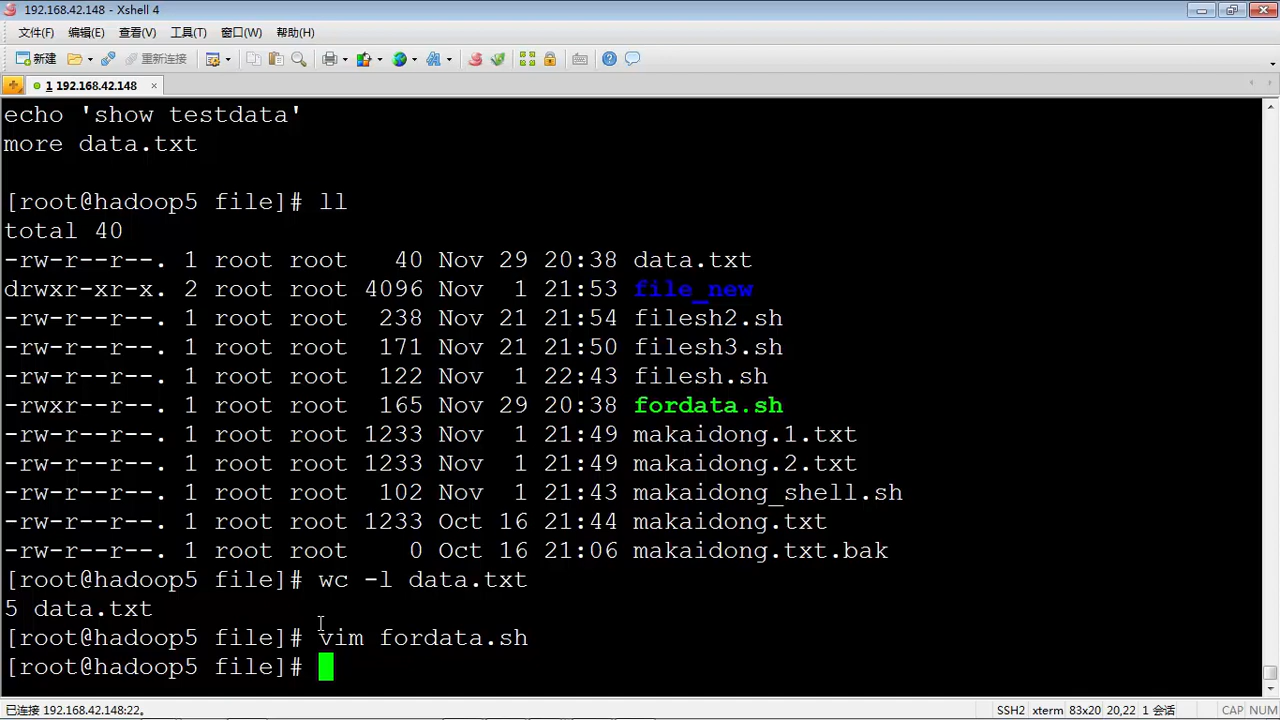 192.168.42.148 - Xshell 4
文件(F) 编辑(E) 查看(V) 工具(T) 窗口(W) 帮助(H)
新建 重新连接
1 192.168.42.148 ×
echo 'show testdata'
more data.txt
[root@hadoop5 file]# ll
total 40
-rw-r--r--. 1 root root   40 Nov 29 20:38 data.txt
drwxr-xr-x. 2 root root 4096 Nov  1 21:53 file_new
-rw-r--r--. 1 root root  238 Nov 21 21:54 filesh2.sh
-rw-r--r--. 1 root root  171 Nov 21 21:50 filesh3.sh
-rw-r--r--. 1 root root  122 Nov  1 22:43 filesh.sh
-rwxr--r--. 1 root root  165 Nov 29 20:38 fordata.sh
-rw-r--r--. 1 root root 1233 Nov  1 21:49 makaidong.1.txt
-rw-r--r--. 1 root root 1233 Nov  1 21:49 makaidong.2.txt
-rw-r--r--. 1 root root  102 Nov  1 21:43 makaidong_shell.sh
-rw-r--r--. 1 root root 1233 Oct 16 21:44 makaidong.txt
-rw-r--r--. 1 root root    0 Oct 16 21:06 makaidong.txt.bak
[root@hadoop5 file]# wc -l data.txt
5 data.txt
[root@hadoop5 file]# vim fordata.sh
[root@hadoop5 file]#
已连接 192.168.42.148:22。 SSH2 xterm 83x20 20,22 1 会话 CAP NUM